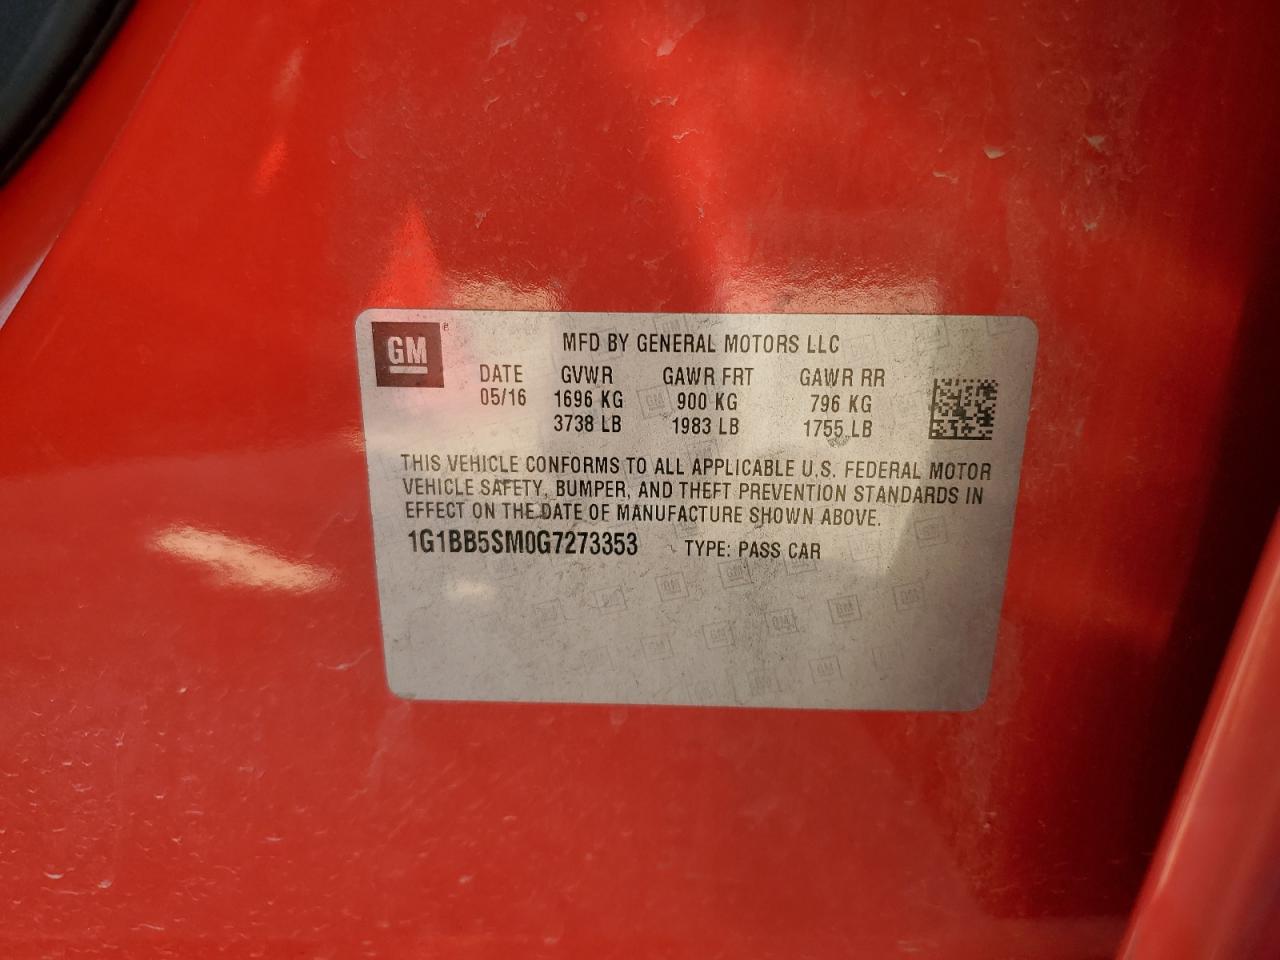 GM
MFD BY GENERAL MOTORS LLC
DATE GVWR GAWR FRT GAWR RR
05/16 1696 KG 900 KG 796 KG
3738 LB 1983 LB 1755 LB
THIS VEHICLE CONFORMS TO ALL APPLICABLE U.S. FEDERAL MOTOR
VEHICLE SAFETY, BUMPER, AND THEFT PREVENTION STANDARDS IN
EFFECT ON THE DATE OF MANUFACTURE SHOWN ABOVE.
1G1BB5SM0G7273353 TYPE: PASS CAR